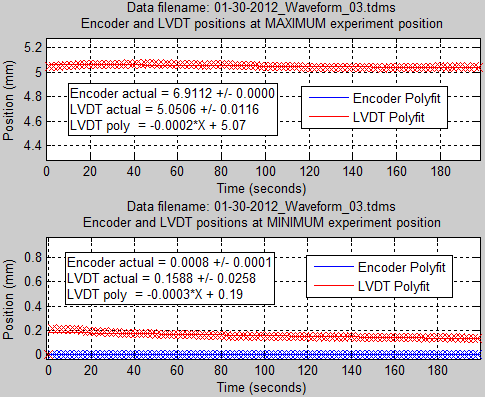 Data filename: 01-30-2012_Waveform_03.tdms
Encoder and LVDT positions at MAXIMUM experiment position
Position (mm)
5.2
5
4.8
4.6
4.4
Encoder actual = 6.9112 +/- 0.0000
LVDT actual = 5.0506 +/- 0.0116
LVDT poly = -0.0002*X + 5.07
Encoder Polyfit
LVDT Polyfit
0 20 40 60 80 100 120 140 160 180
Time (seconds)
Data filename: 01-30-2012_Waveform_03.tdms
Encoder and LVDT positions at MINIMUM experiment position
Position (mm)
0.8
0.6
0.4
0.2
0
Encoder actual = 0.0008 +/- 0.0001
LVDT actual = 0.1588 +/- 0.0258
LVDT poly = -0.0003*X + 0.19
Encoder Polyfit
LVDT Polyfit
0 20 40 60 80 100 120 140 160 180
Time (seconds)